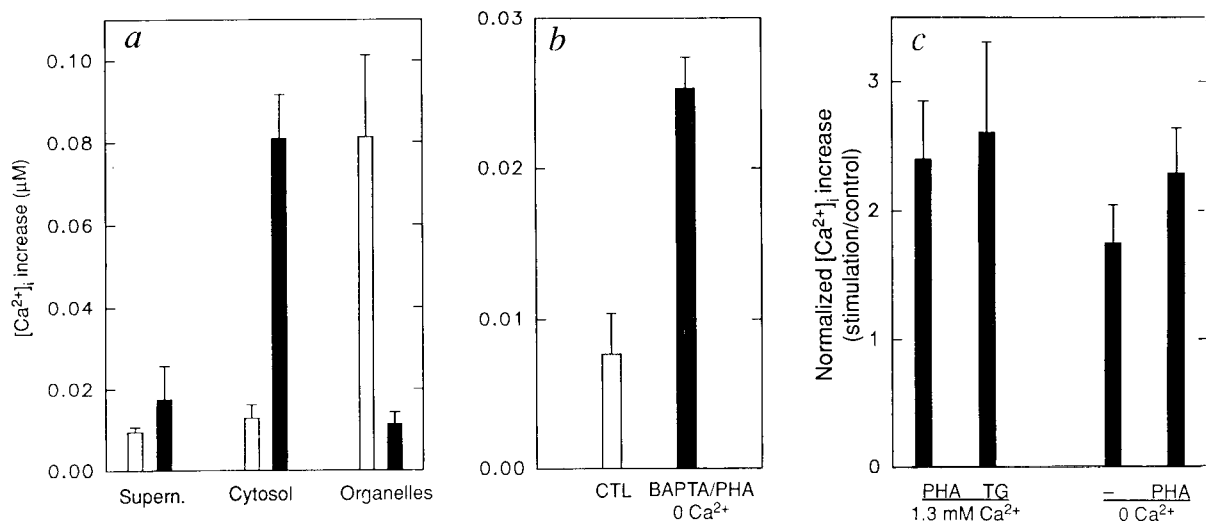 a
[Ca²⁺]ᵢ increase (μM)
0.10
0.08
0.06
0.04
0.02
0.00
Supern. Cytosol Organelles
b
0.03
0.02
0.01
0.00
CTL BAPTA/PHA
0 Ca²⁺
c
Normalized [Ca²⁺]ᵢ increase
(stimulation/control)
3
2
1
0
PHA TG – PHA
1.3 mM Ca²⁺ 0 Ca²⁺